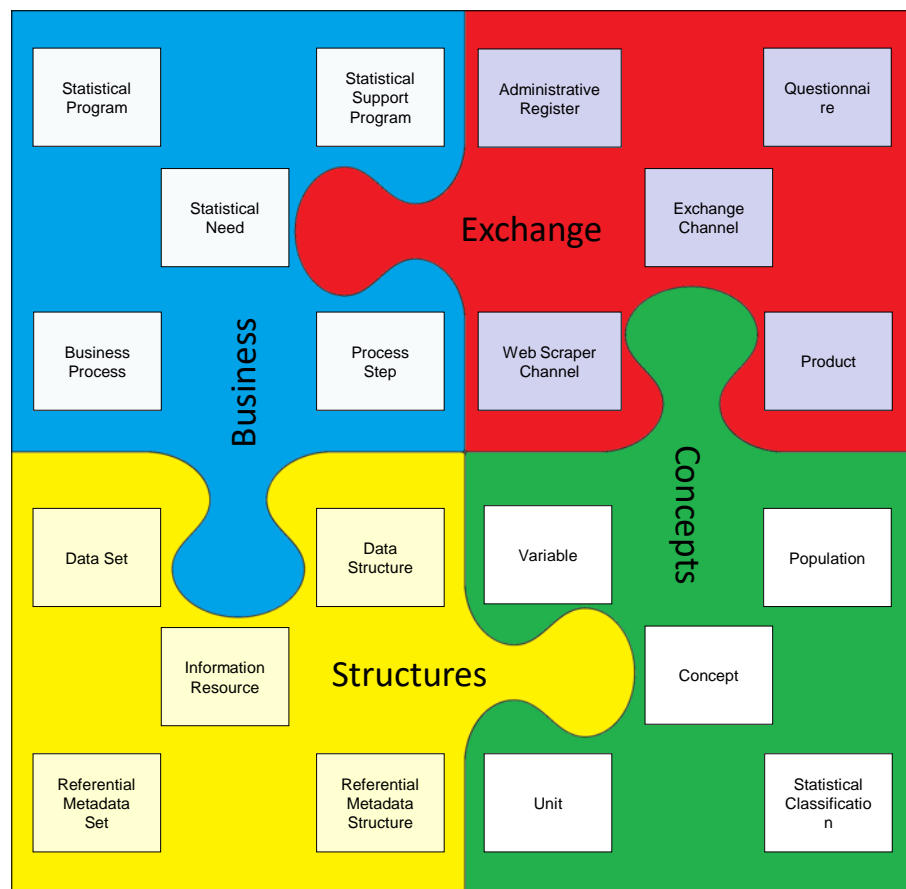 Statistical
Program
Statistical
Support
Program
Statistical
Need
Business
Process
Process
Step
Business
Administrative
Register
Questionnai
re
Exchange
Exchange
Channel
Web Scraper
Channel
Product
Data Set
Data
Structure
Information
Resource
Structures
Referential
Metadata
Set
Referential
Metadata
Structure
Concepts
Variable
Population
Concept
Unit
Statistical
Classificatio
n